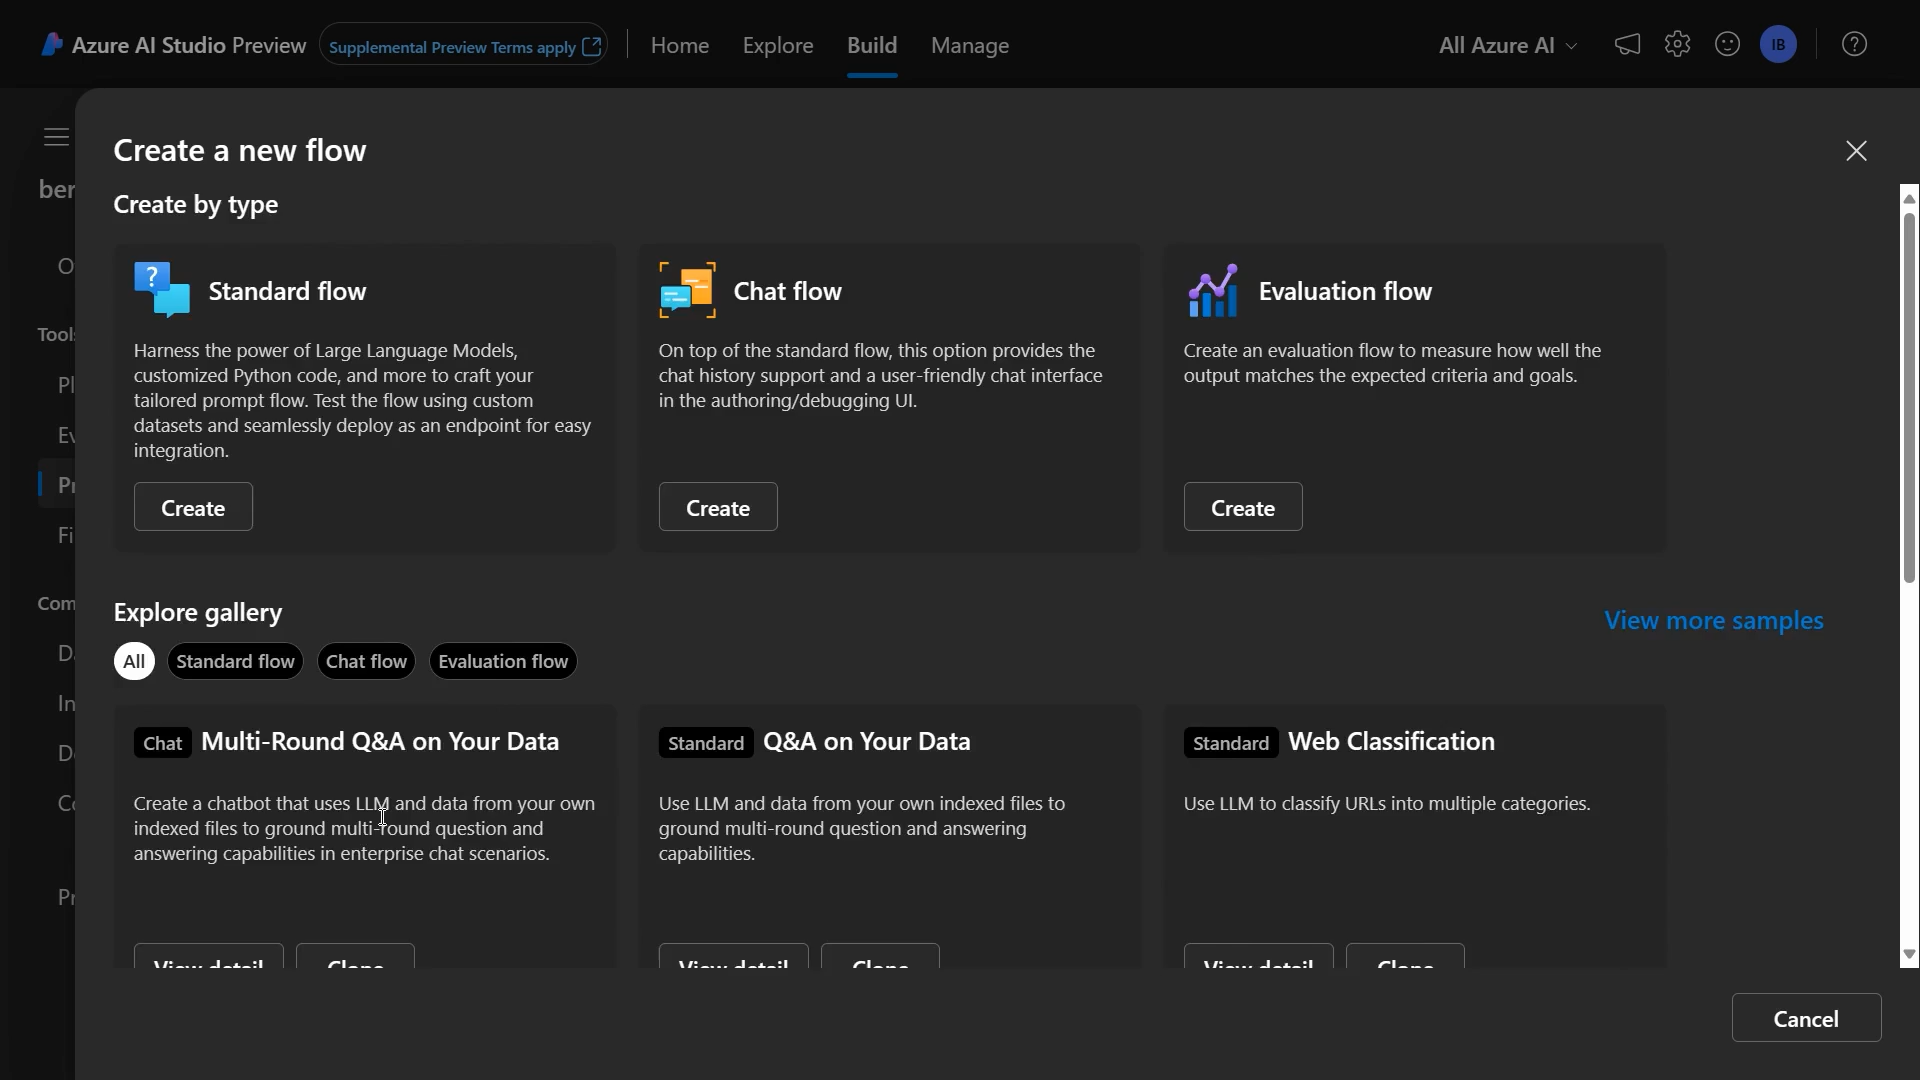 Azure AI Studio Preview
Supplemental Preview Terms apply
Home
Explore
Build
Manage
All Azure AI
IB
Create a new flow
Create by type
Standard flow
Harness the power of Large Language Models,
customized Python code, and more to craft your
tailored prompt flow. Test the flow using custom
datasets and seamlessly deploy as an endpoint for easy
integration.
Create
Chat flow
On top of the standard flow, this option provides the
chat history support and a user-friendly chat interface
in the authoring/debugging UI.
Create
Evaluation flow
Create an evaluation flow to measure how well the
output matches the expected criteria and goals.
Create
Explore gallery
View more samples
All
Standard flow
Chat flow
Evaluation flow
Chat Multi-Round Q&A on Your Data
Create a chatbot that uses LLM and data from your own
indexed files to ground multi-round question and
answering capabilities in enterprise chat scenarios.
View detail
Clone
Standard Q&A on Your Data
Use LLM and data from your own indexed files to
ground multi-round question and answering
capabilities.
View detail
Clone
Standard Web Classification
Use LLM to classify URLs into multiple categories.
View detail
Clone
Cancel